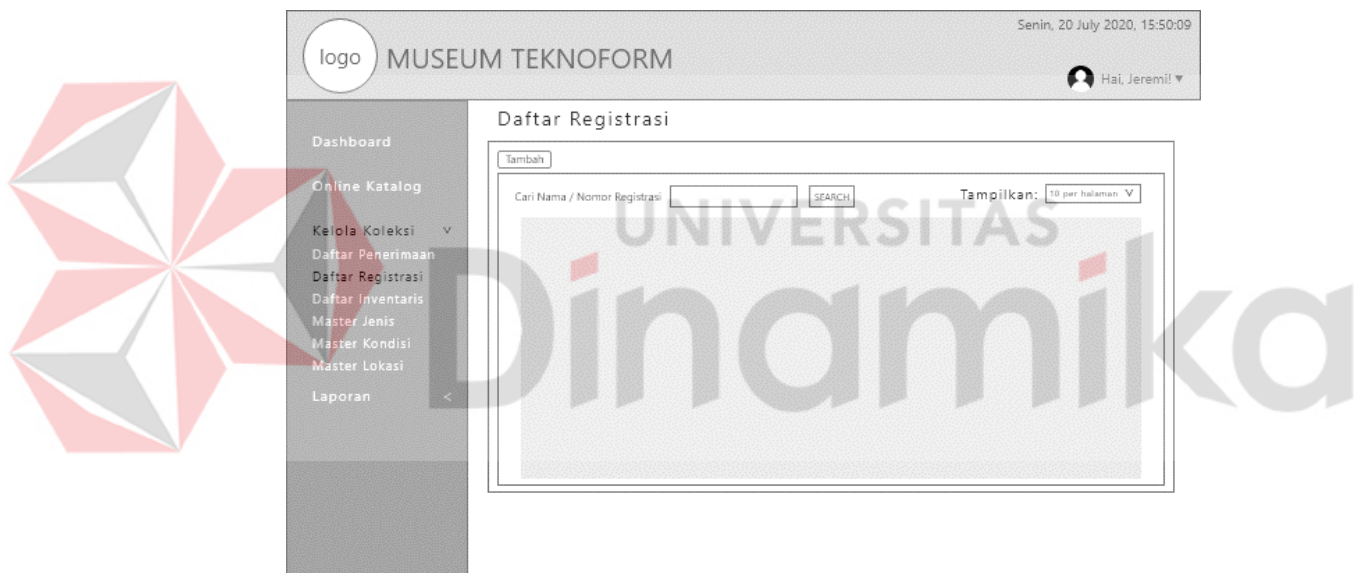 Senin, 20 July 2020, 15:50:09
logo
MUSEUM TEKNOFORM
Hai, Jeremi! ▼
Daftar Registrasi
Dashboard
Tambah
Online Katalog
Cari Nama / Nomor Registrasi
SEARCH
Tampilkan: 10 per halaman V
Kelola Koleksi v
Daftar Penerimaan
Daftar Registrasi
Daftar Inventaris
Master Jenis
Master Kondisi
Master Lokasi
Laporan <
UNIVERSITAS
Dinamika